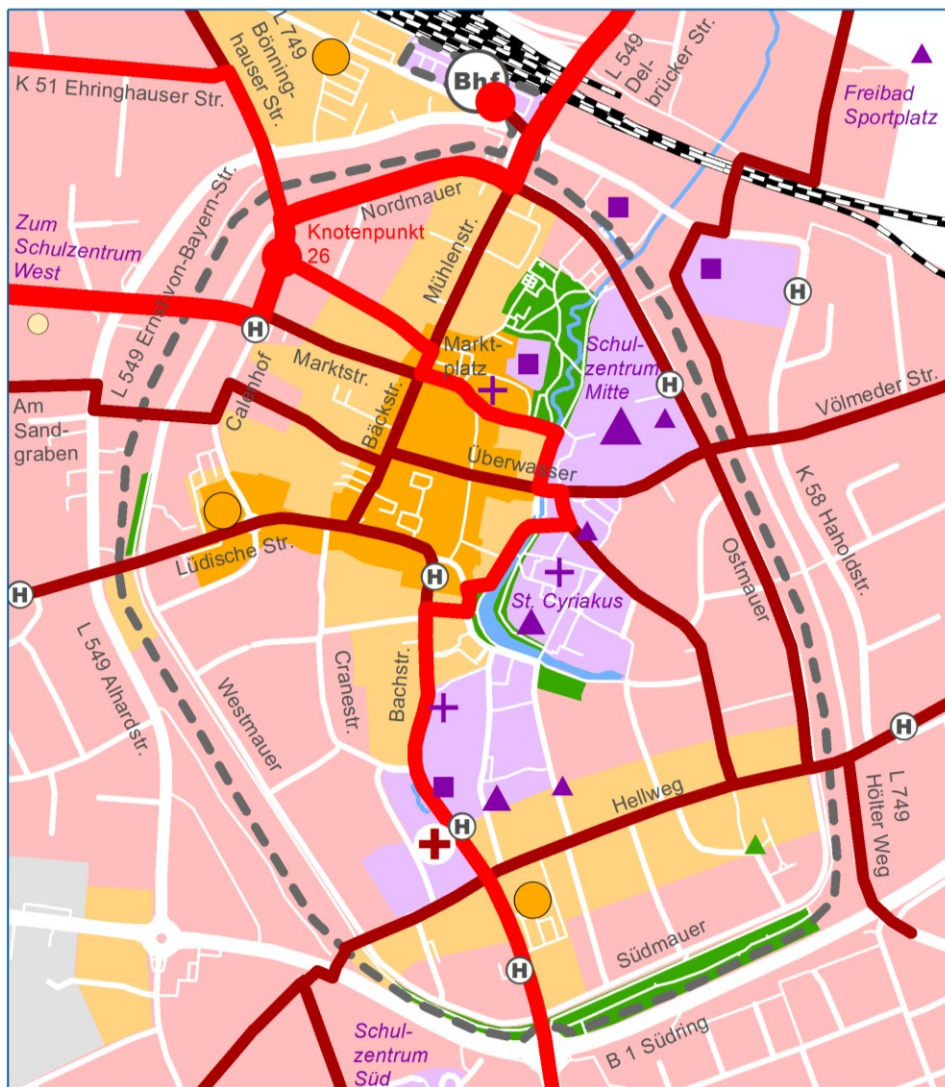 L 749
Bönning-
hauser Str.
Bhf
L 549
Del-
brücker Str.
K 51 Ehringhauser Str.
Freibad
Sportplatz
Nordmauer
Zum
Schulzentrum
West
Knotenpunkt
26
L 549 Ernst-von-Bayern-Str.
Mühlenstr.
H
H
Marktstr.
Markt-
platz
Schul-
zentrum
Mitte
H
Calenhof
Bäckstr.
Völmeder Str.
Am
Sand-
graben
Überwasser
K 58 Haholdstr.
Lüdische Str.
Ostmauer
H
H
St. Cyriakus
L 549 Alhardstr.
Westmauer
Cranestr.
Bachstr.
H
Hellweg
L 749
Hölter Weg
H
Südmauer
H
B 1 Südring
Schul-
zentrum
Süd